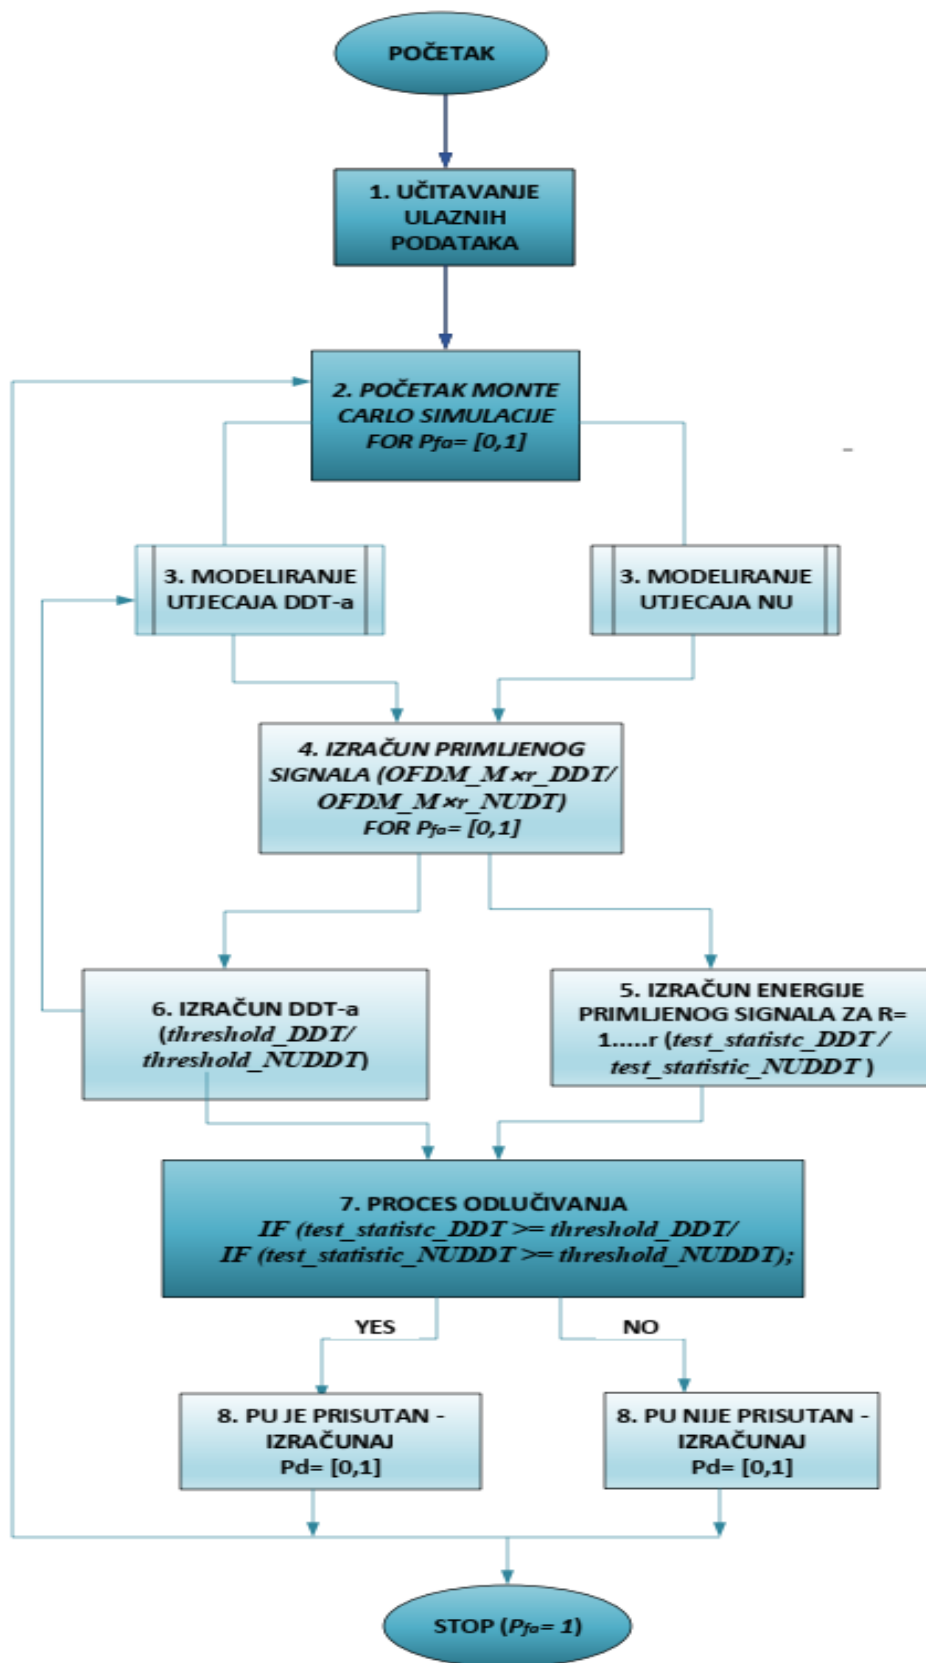 POČETAK
1. UČITAVANJE
ULAZNIH
PODATAKA
2. POČETAK MONTE
CARLO SIMULACIJE
FOR Pfa= [0,1]
3. MODELIRANJE
UTJECAJA DDT-a
3. MODELIRANJE
UTJECAJA NU
4. IZRAČUN PRIMLJENOG
SIGNALA (OFDM_M×r_DDT/
OFDM_M×r_NUDT)
FOR Pfa= [0,1]
6. IZRAČUN DDT-a
(threshold_DDT/
threshold_NUDDT)
5. IZRAČUN ENERGIJE
PRIMLJENOG SIGNALA ZA R=
1.....r (test_statistc_DDT /
test_statistic_NUDDT )
7. PROCES ODLUČIVANJA
IF (test_statistc_DDT >= threshold_DDT/
IF (test_statistic_NUDDT >= threshold_NUDDT);
YES
NO
8. PU JE PRISUTAN -
IZRAČUNAJ
Pd= [0,1]
8. PU NIJE PRISUTAN -
IZRAČUNAJ
Pd= [0,1]
STOP (Pfa= 1)